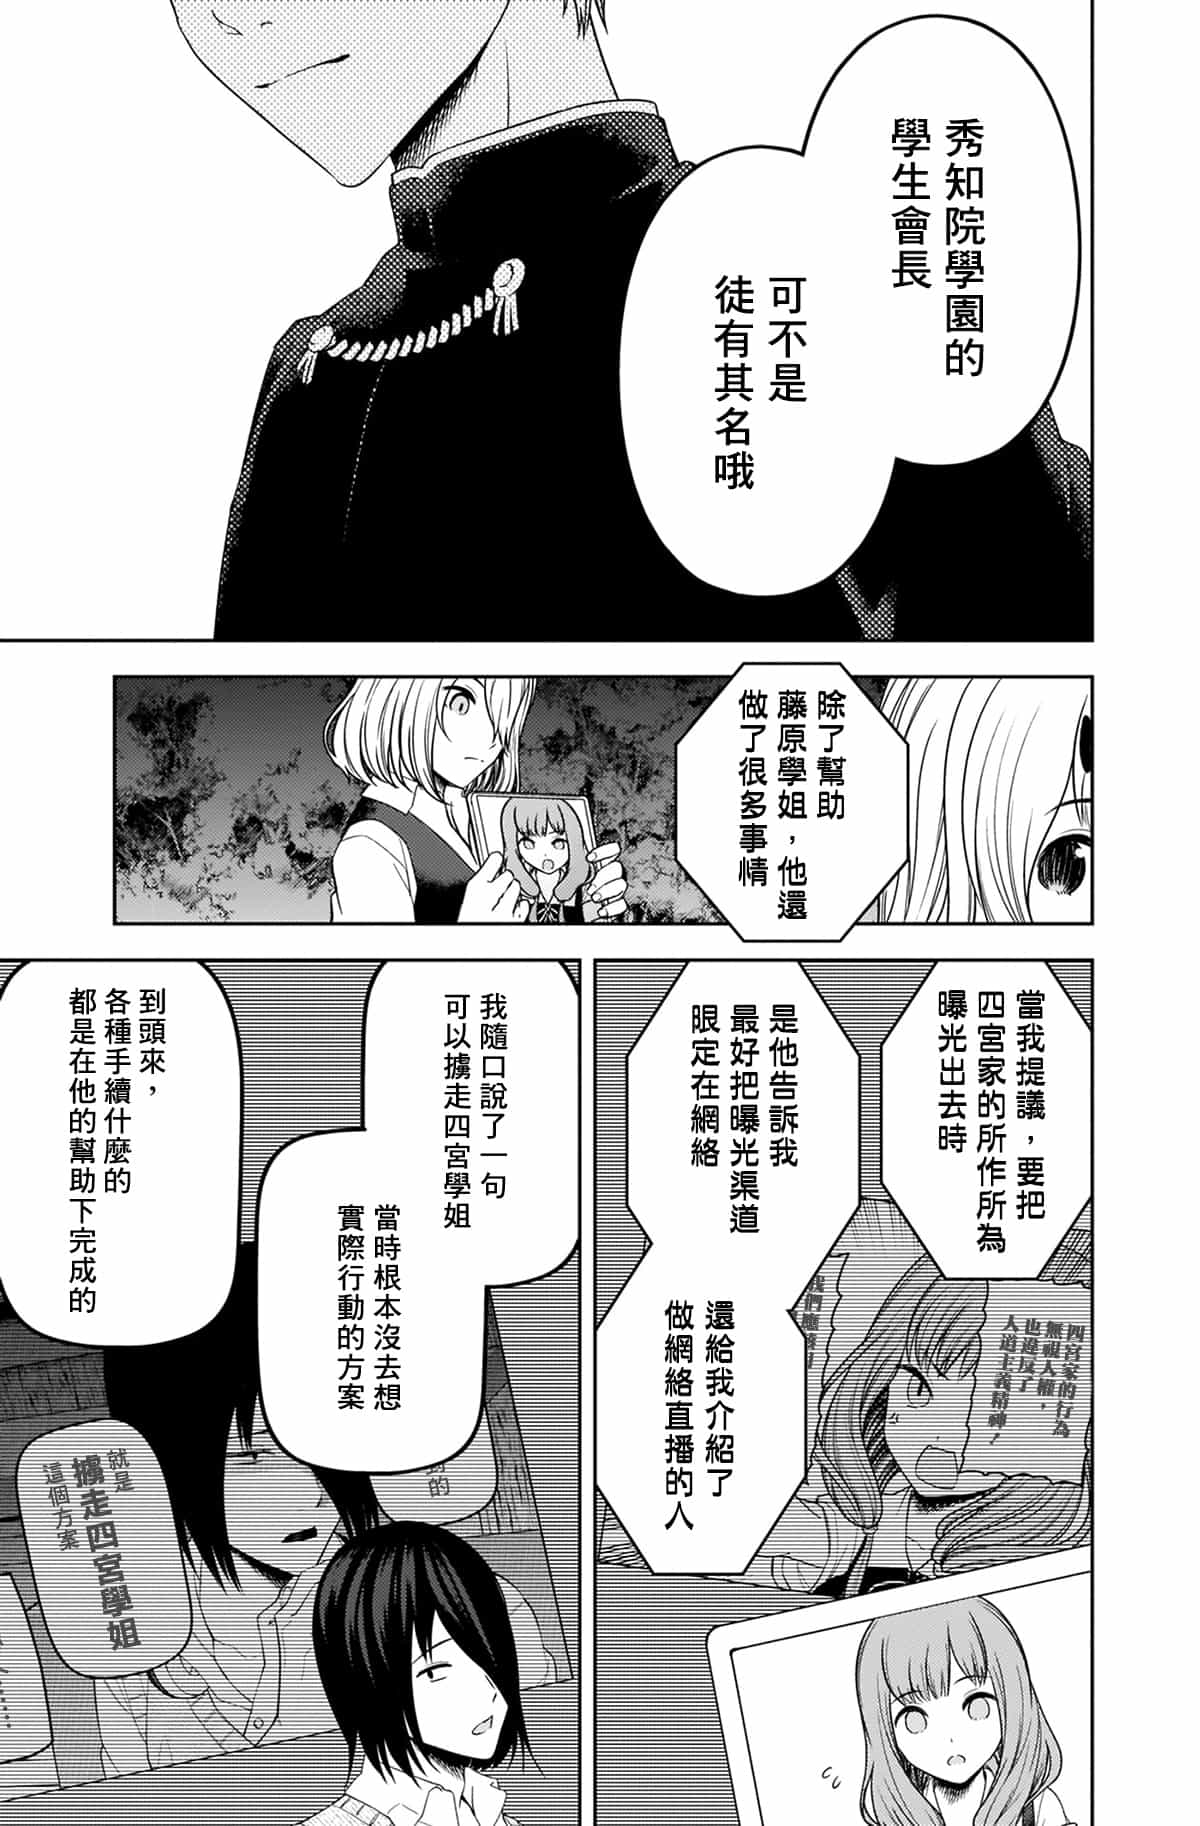 秀知院學園的
學生會長
可不是
徒有其名哦
除了幫助
藤原學姐，他還
做了很多事情
當我提議，要把
四宮家的所作所為
曝光出去時
是他告訴我
最好把曝光渠道
眼定在網絡
還給我介紹了
做網絡直播的人
四宮家的行為
無視人權，
也違反了
人道主義精神！
我們應該
我隨口說了一句
可以擄走四宮學姐
當時根本沒去想
實際行動的方案
到頭來，
各種手續什麼的
都是在他的幫助下完成的
到的
就是
擄走四宮學姐
這個方案
……